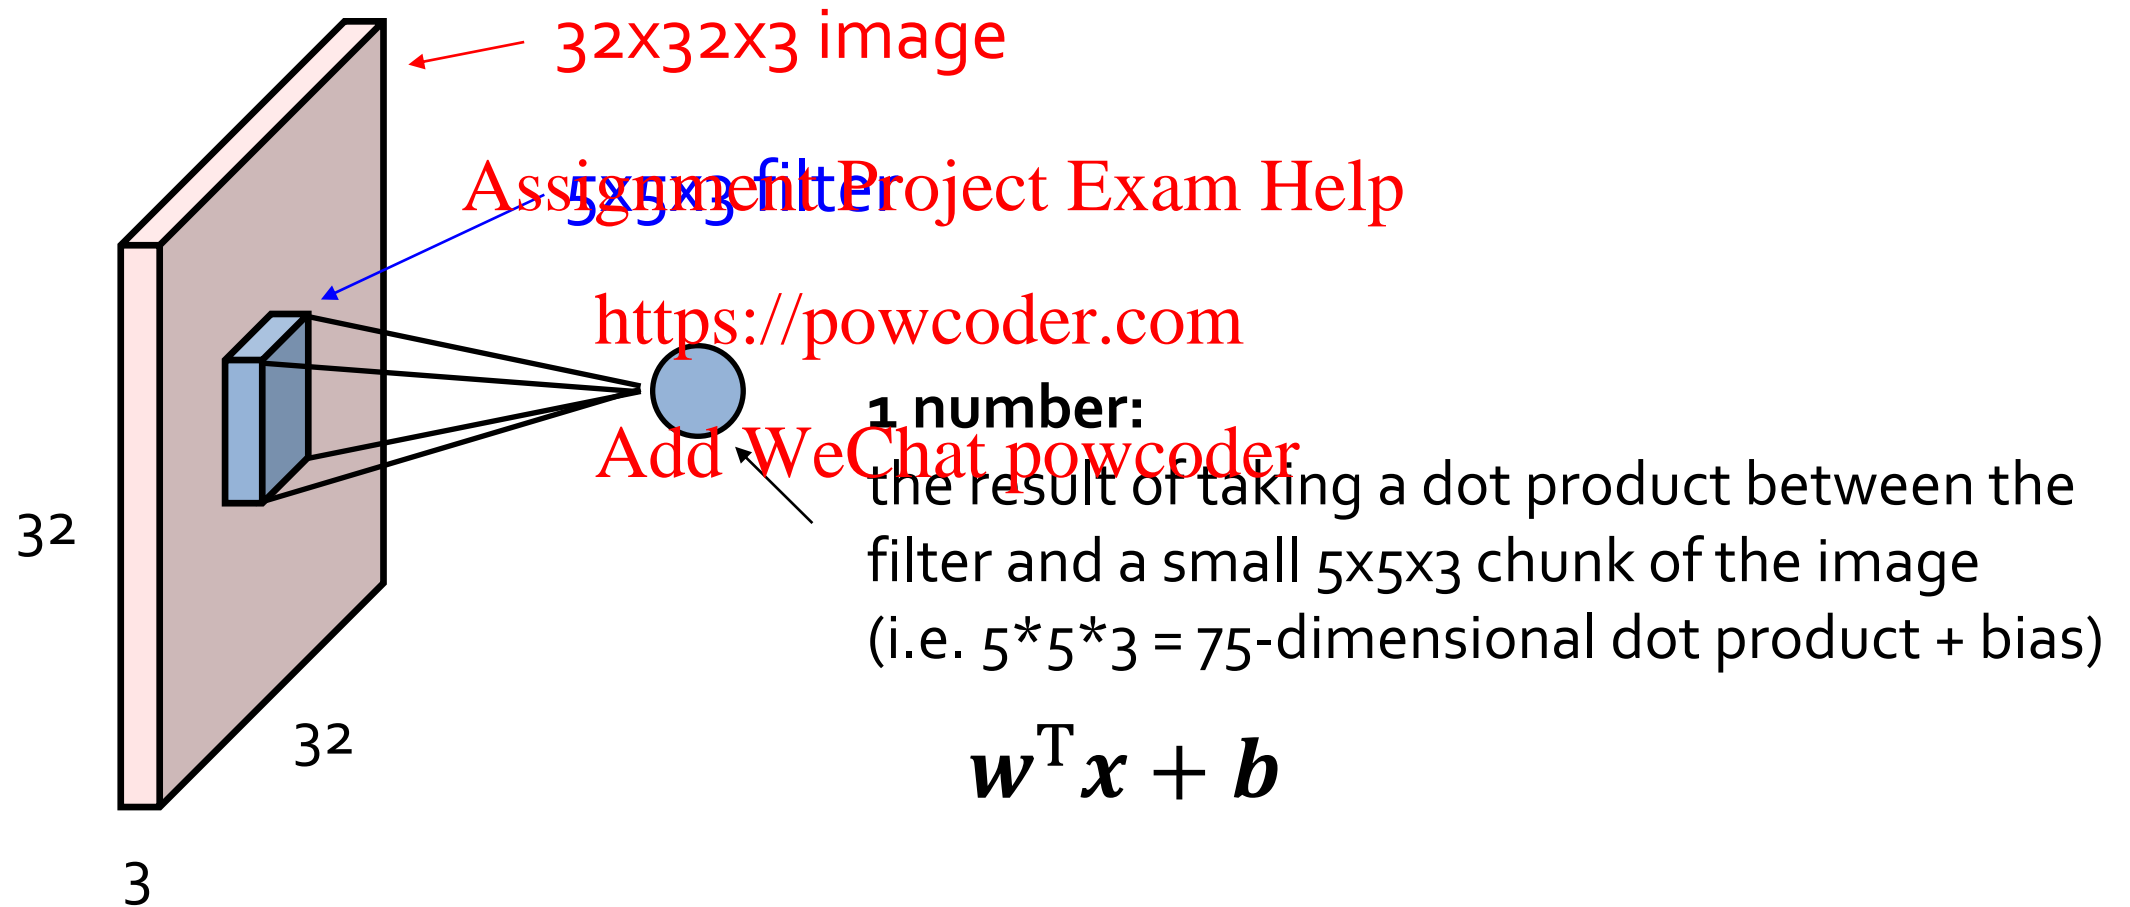 32x32x3 image
5x5x3 filter
Assignment Project Exam Help
https://powcoder.com
1 number:
Add WeChat powcoder
the result of taking a dot product between the
filter and a small 5x5x3 chunk of the image
(i.e. 5*5*3 = 75-dimensional dot product + bias)
32
32
wᵀx + b
3